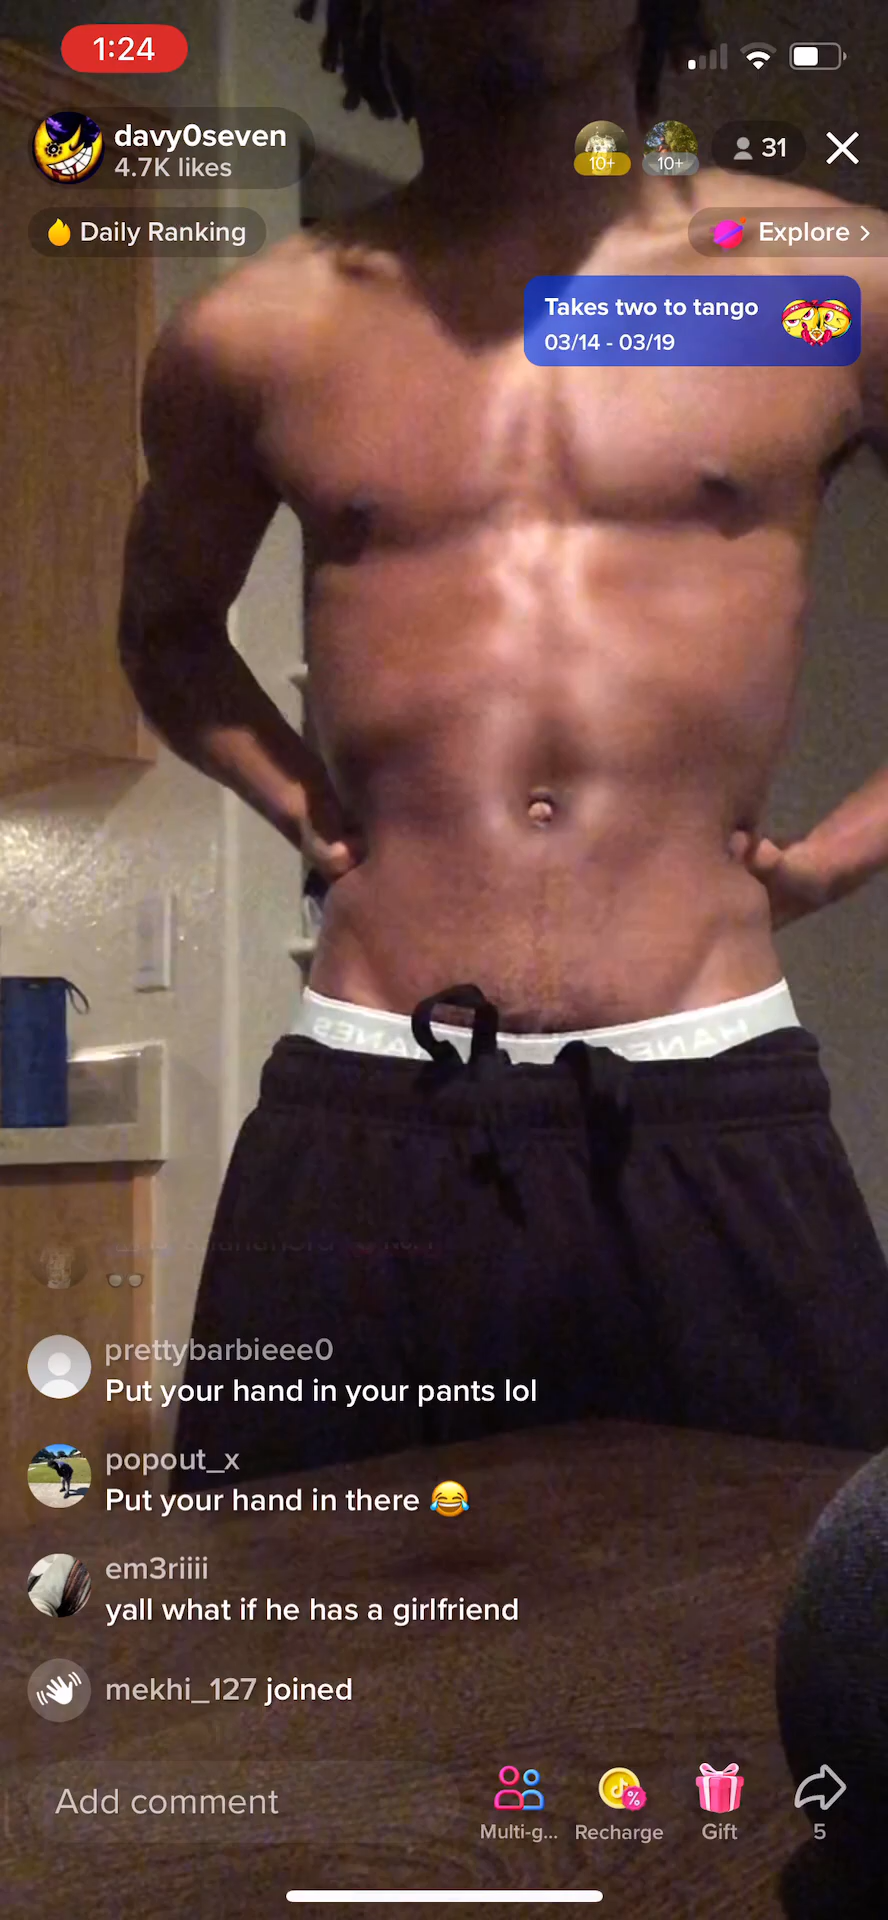 1:24
davy0seven
4.7K likes
10+
10+
31
Daily Ranking
Explore >
Takes two to tango
03/14 - 03/19
HANES
prettybarbieee0
Put your hand in your pants lol
popout_x
Put your hand in there 😂
em3riiii
yall what if he has a girlfriend
mekhi_127 joined
Add comment
Multi-g...
Recharge
Gift
5